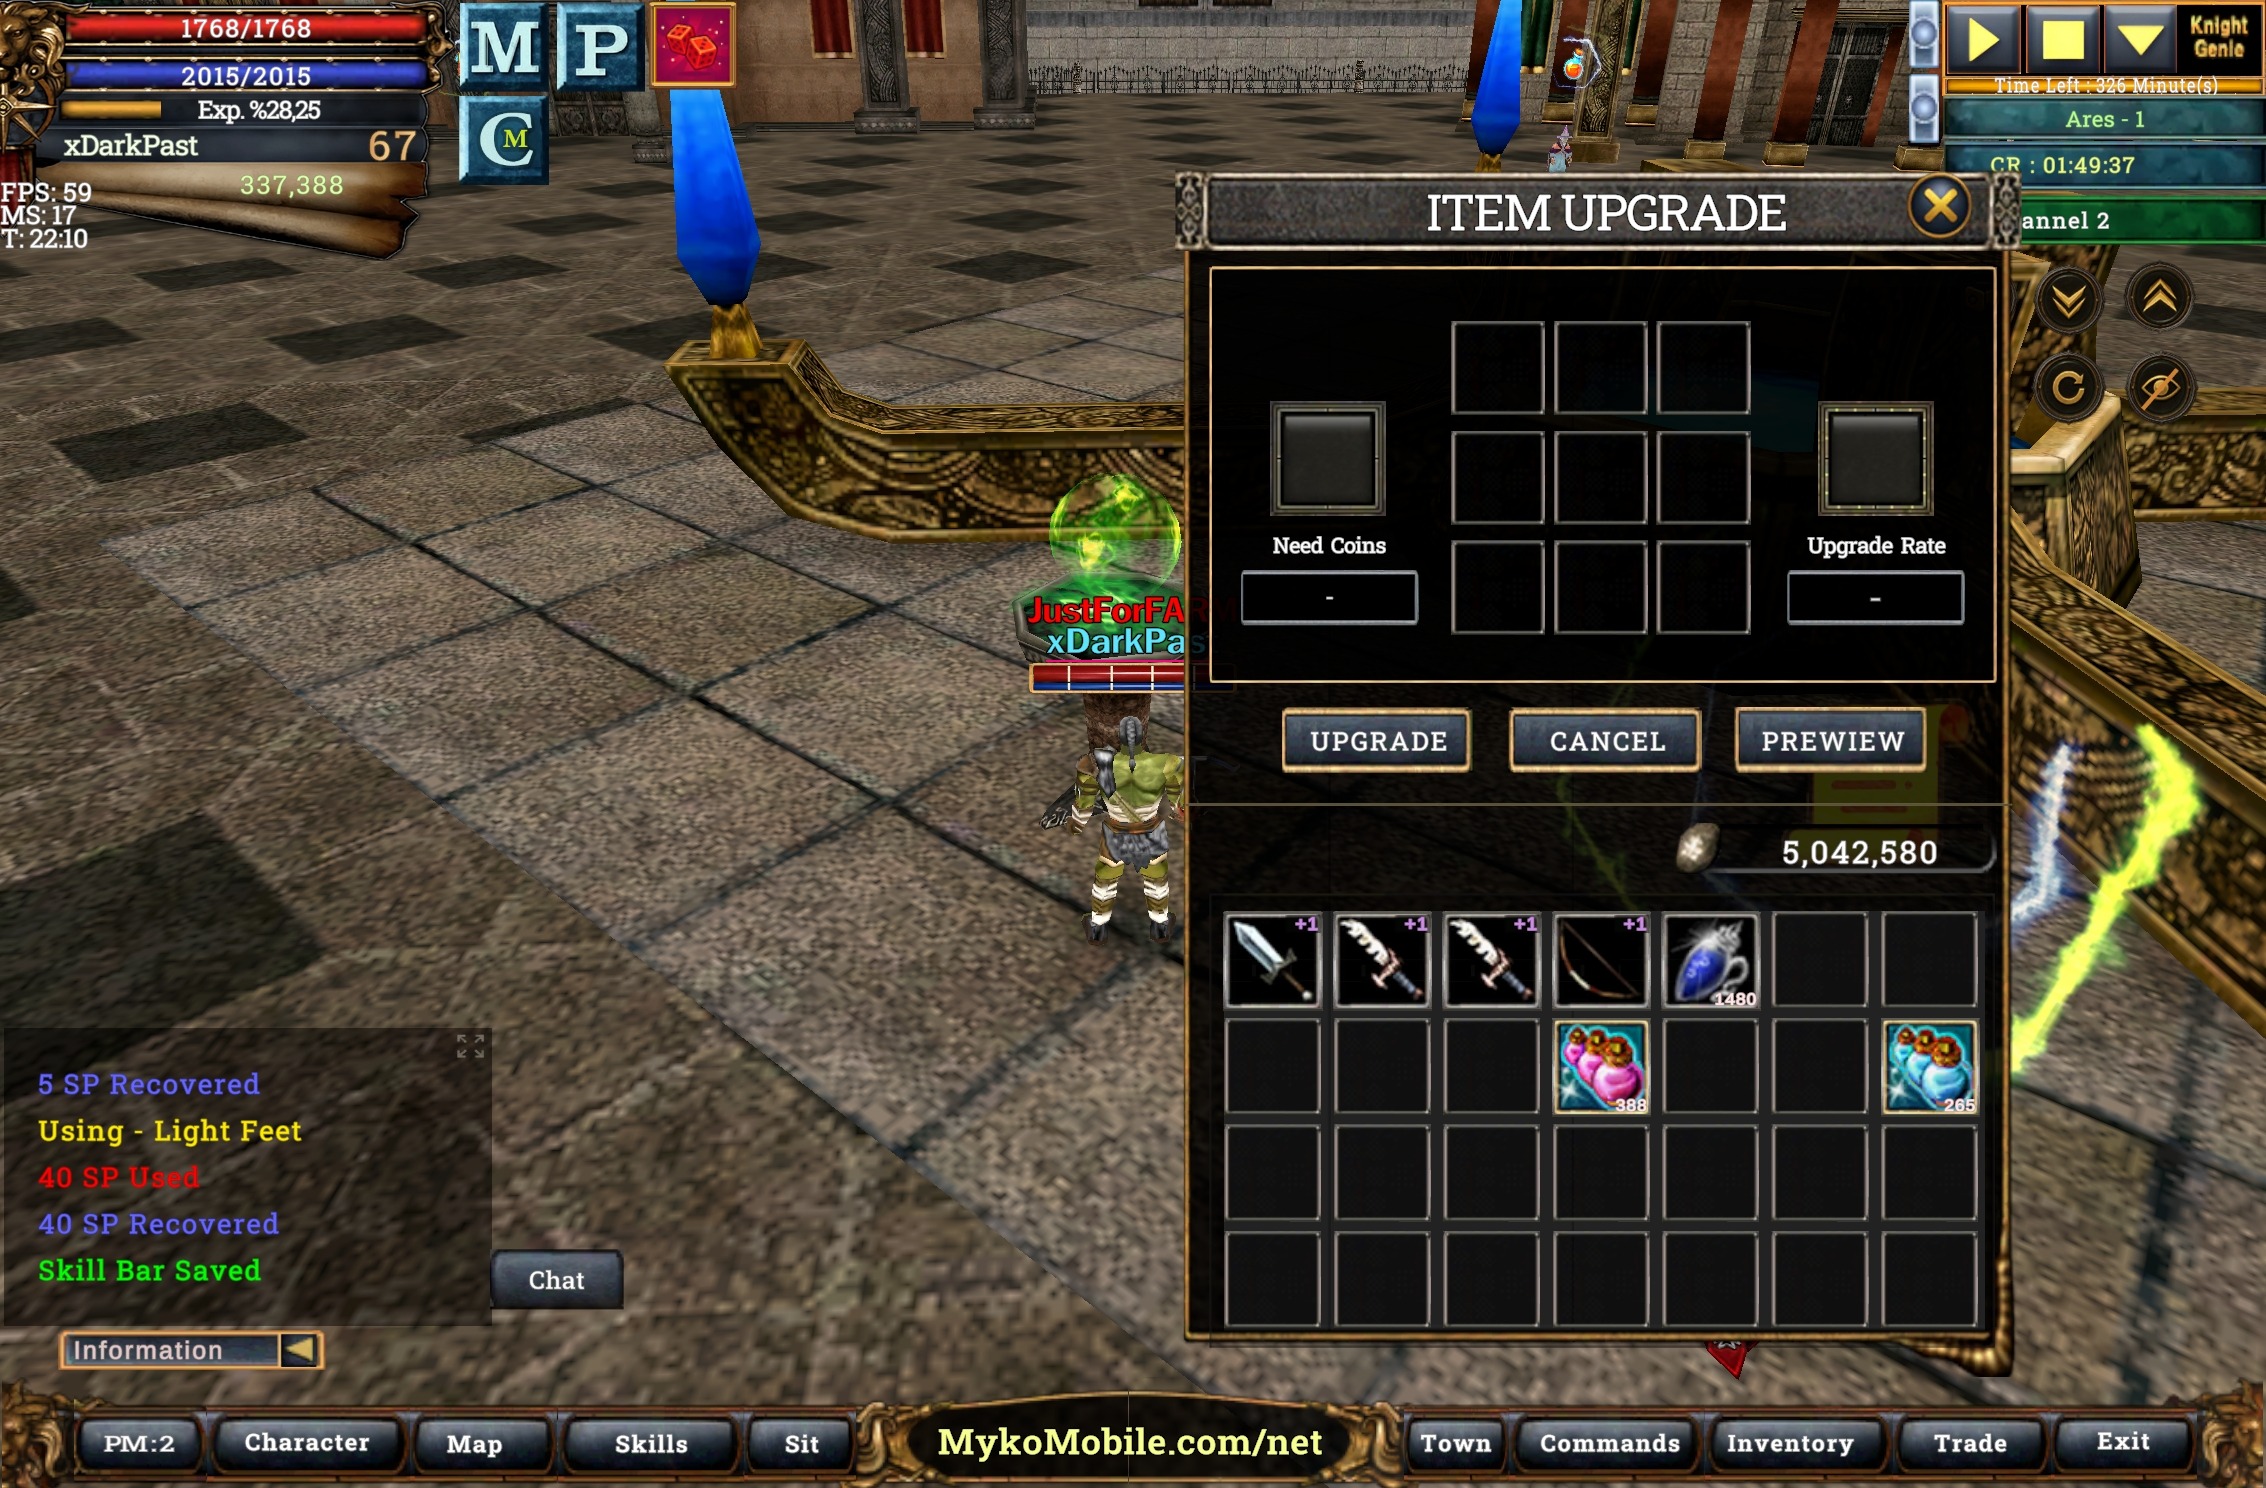 1768/1768
2015/2015
Exp. %28,25
xDarkPast 67
337,388
FPS: 59
MS: 17
T: 22:10
M P
C M
Knight
Genie
Time Left : 326 Minute(s)
Ares - 1
CR : 01:49:37
annel 2
ITEM UPGRADE
Need Coins
-
Upgrade Rate
-
JustForFARM
xDarkPast
UPGRADE CANCEL PREWIEW
5,042,580
+1 +1 +1 +1 1480
388 265
5 SP Recovered
Using - Light Feet
40 SP Used
40 SP Recovered
Skill Bar Saved
Chat
Information
PM:2 Character Map Skills Sit MykoMobile.com/net Town Commands Inventory Trade Exit